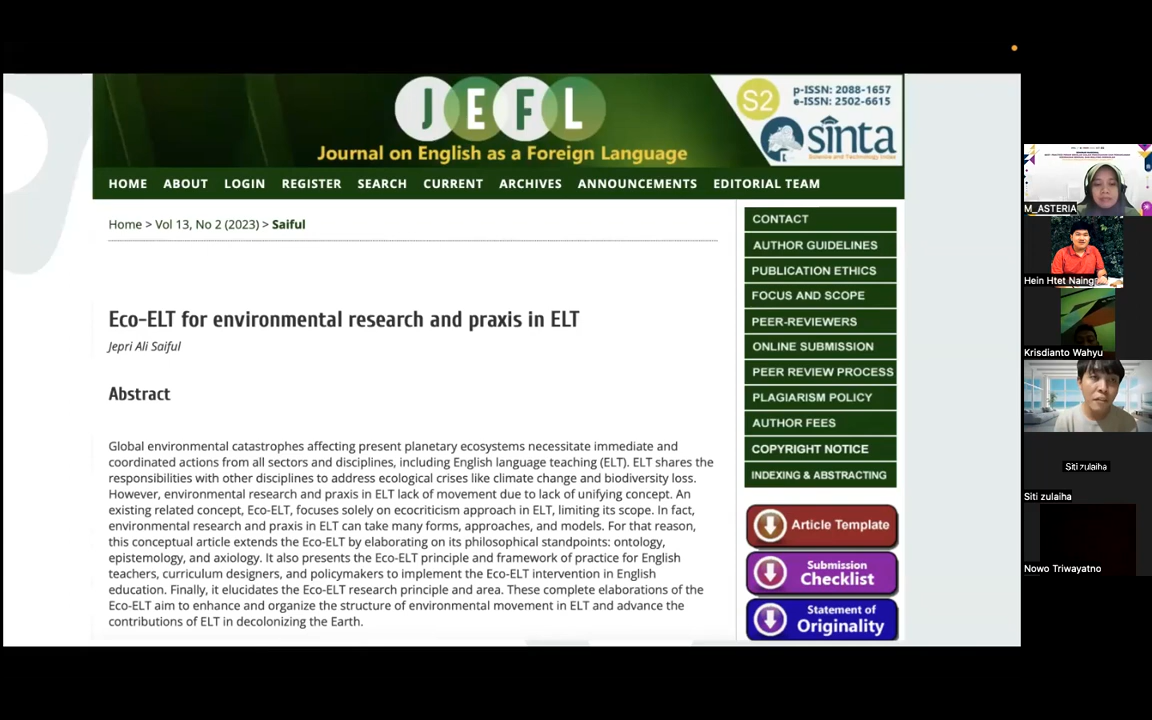 JEFL
Journal on English as a Foreign Language
S2
p-ISSN: 2088-1657
e-ISSN: 2502-6615
sinta
Science and Technology Index
HOME ABOUT LOGIN REGISTER SEARCH CURRENT ARCHIVES ANNOUNCEMENTS EDITORIAL TEAM
Home > Vol 13, No 2 (2023) > Saiful
Eco-ELT for environmental research and praxis in ELT
Jepri Ali Saiful
Abstract
Global environmental catastrophes affecting present planetary ecosystems necessitate immediate and
coordinated actions from all sectors and disciplines, including English language teaching (ELT). ELT shares the
responsibilities with other disciplines to address ecological crises like climate change and biodiversity loss.
However, environmental research and praxis in ELT lack of movement due to lack of unifying concept. An
existing related concept, Eco-ELT, focuses solely on ecocriticism approach in ELT, limiting its scope. In fact,
environmental research and praxis in ELT can take many forms, approaches, and models. For that reason,
this conceptual article extends the Eco-ELT by elaborating on its philosophical standpoints: ontology,
epistemology, and axiology. It also presents the Eco-ELT principle and framework of practice for English
teachers, curriculum designers, and policymakers to implement the Eco-ELT intervention in English
education. Finally, it elucidates the Eco-ELT research principle and area. These complete elaborations of the
Eco-ELT aim to enhance and organize the structure of environmental movement in ELT and advance the
contributions of ELT in decolonizing the Earth.
CONTACT
AUTHOR GUIDELINES
PUBLICATION ETHICS
FOCUS AND SCOPE
PEER-REVIEWERS
ONLINE SUBMISSION
PEER REVIEW PROCESS
PLAGIARISM POLICY
AUTHOR FEES
COPYRIGHT NOTICE
INDEXING & ABSTRACTING
Article Template
Submission
Checklist
Statement of
Originality
M_ASTERIA
Hein Htet Naing
Krisdianto Wahyu
Siti zulaiha
Siti zulaiha
Nowo Triwayatno